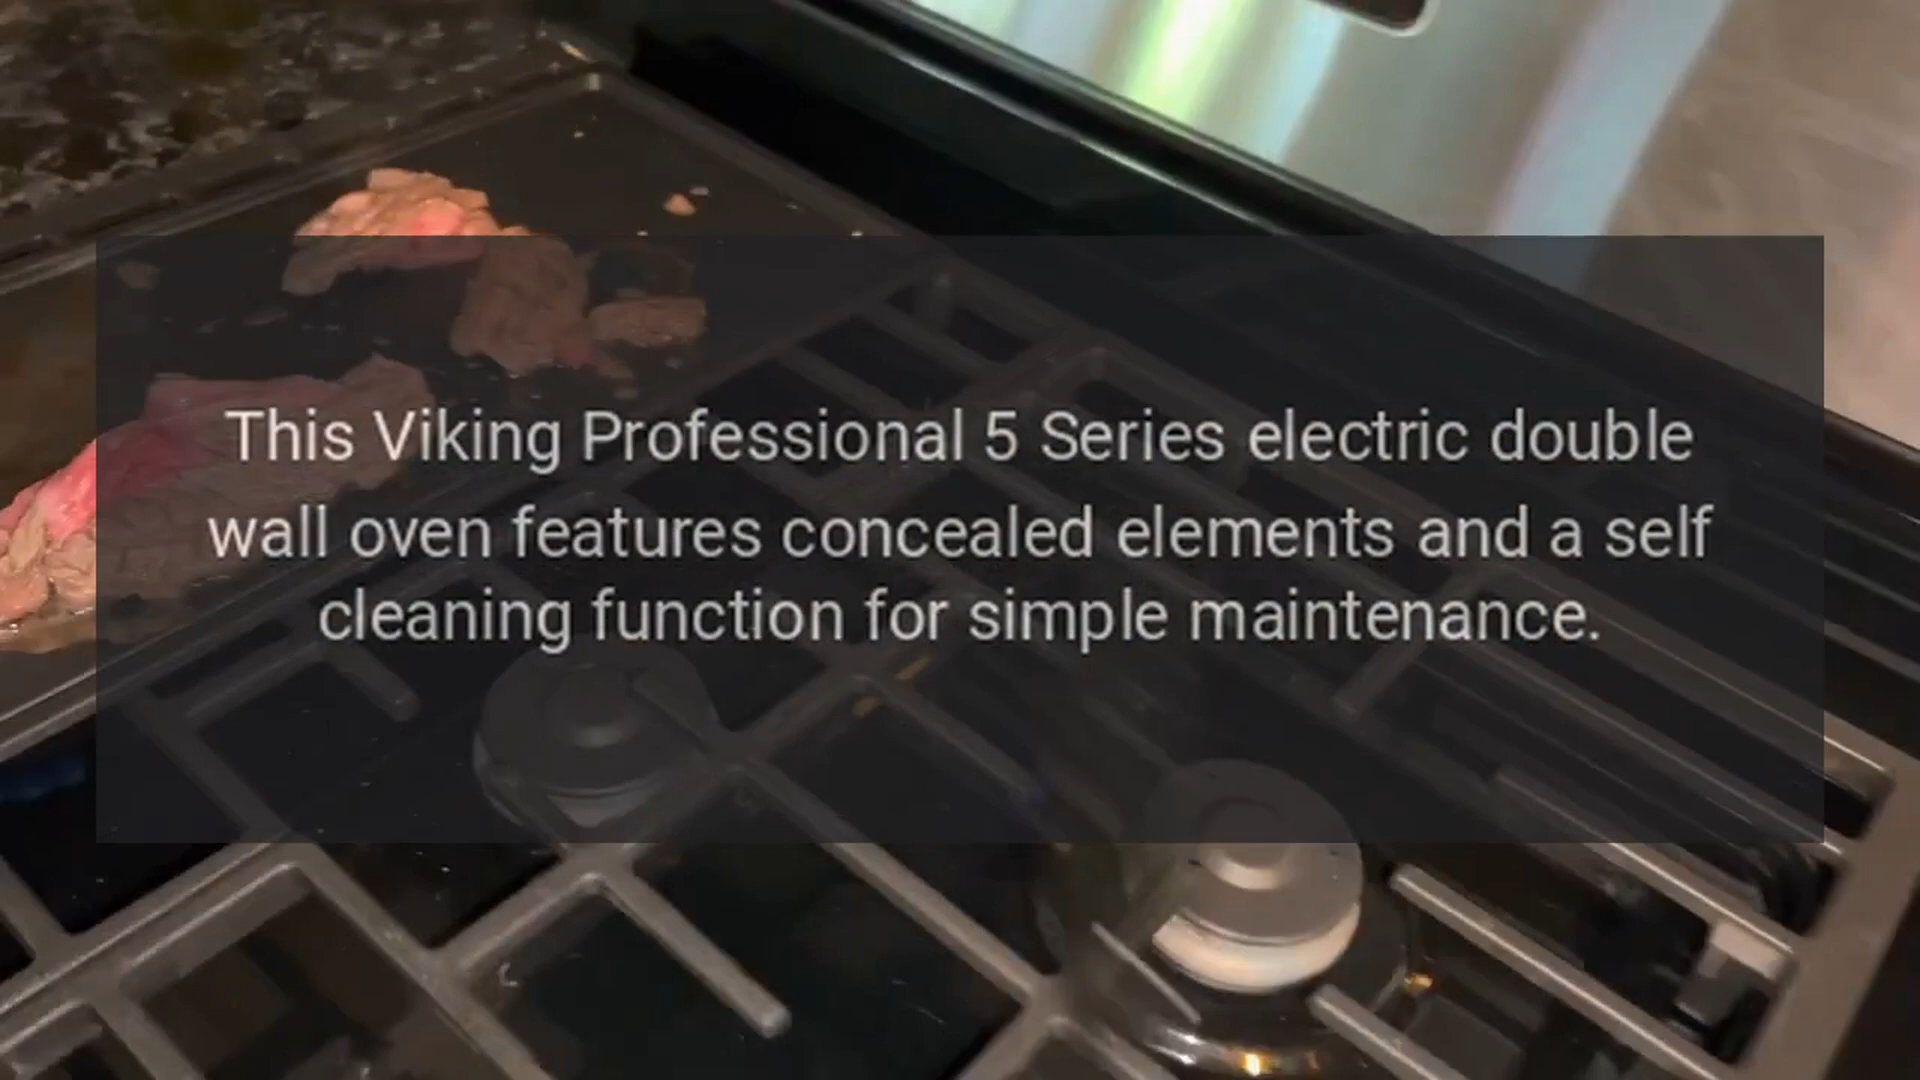 This Viking Professional 5 Series electric double
wall oven features concealed elements and a self
cleaning function for simple maintenance.